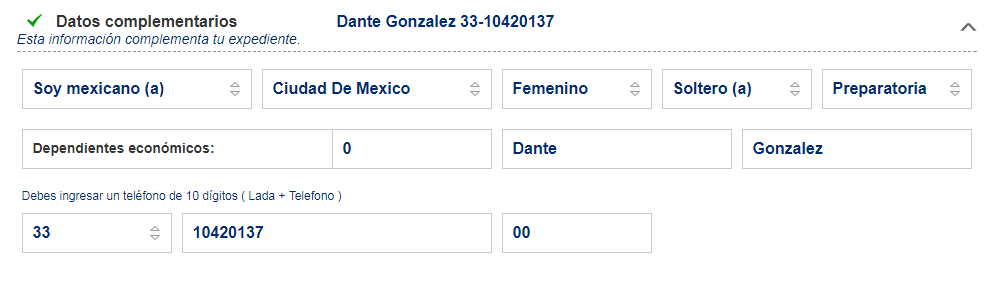 Datos complementarios Dante Gonzalez 33-10420137
Esta información complementa tu expediente.
Soy mexicano (a) Ciudad De Mexico Femenino Soltero (a) Preparatoria
Dependientes económicos: 0 Dante Gonzalez
Debes ingresar un teléfono de 10 dígitos ( Lada + Telefono )
33 10420137 00